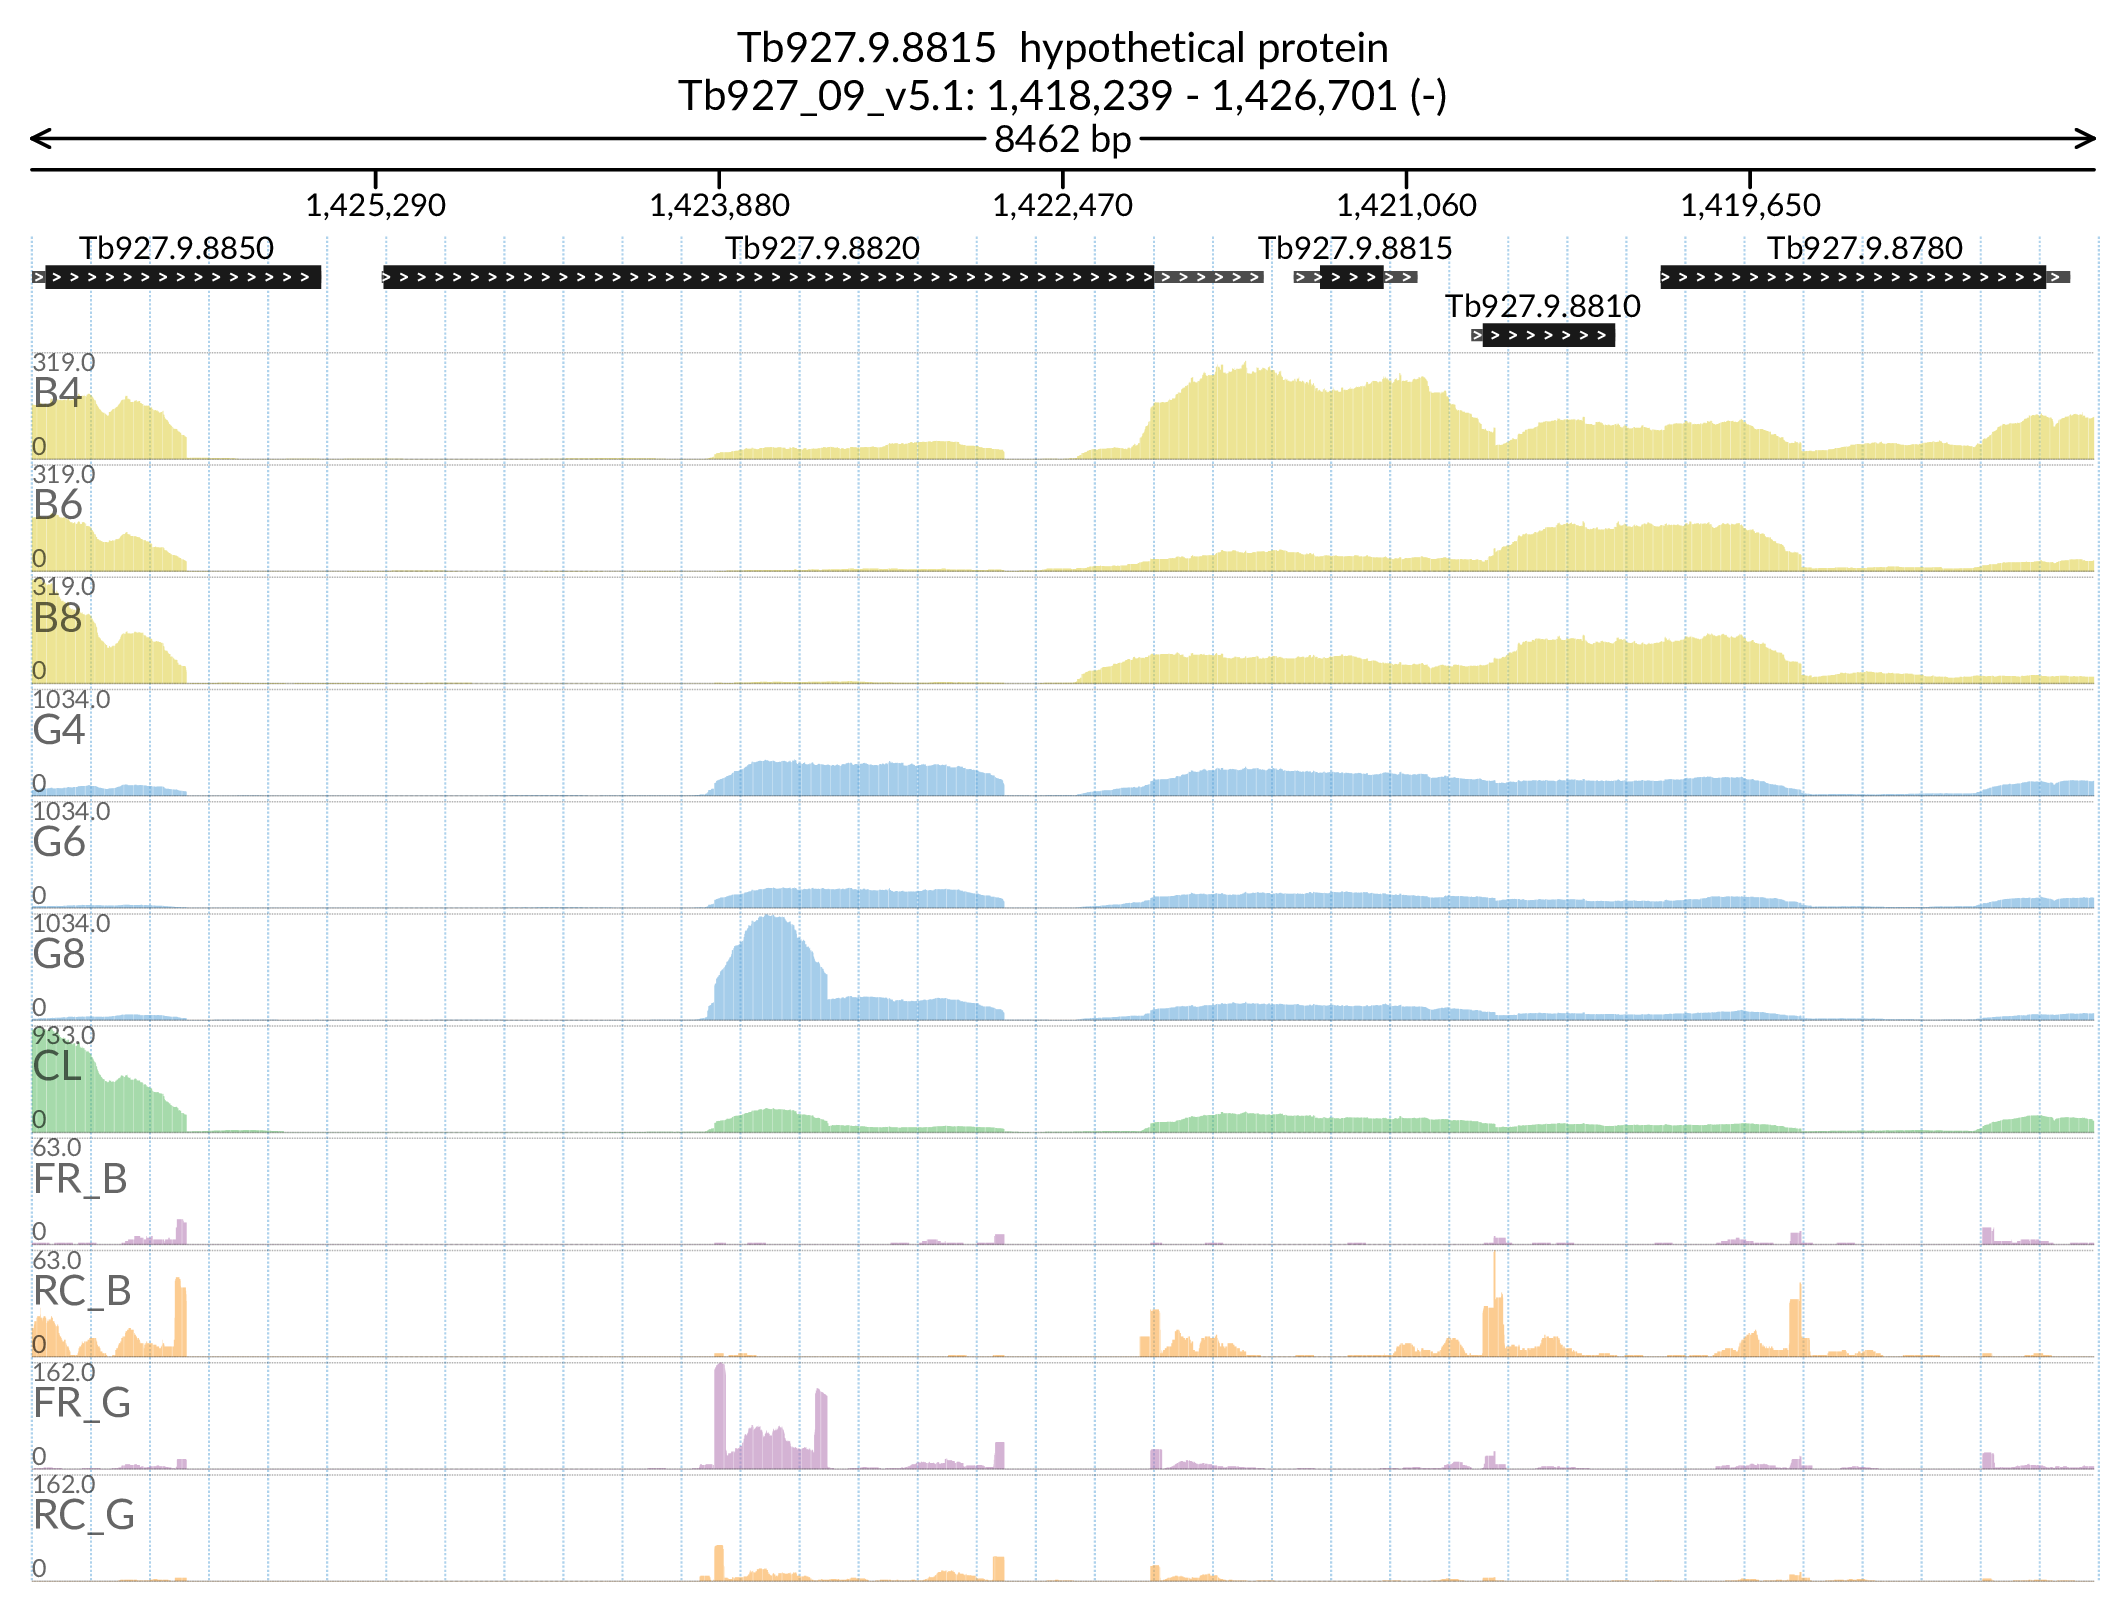 Tb927.9.8815  hypothetical protein
Tb927_09_v5.1: 1,418,239 - 1,426,701 (-)
8462 bp
1,425,290 1,423,880 1,422,470 1,421,060 1,419,650
Tb927.9.8850 Tb927.9.8820 Tb927.9.8815 Tb927.9.8780
Tb927.9.8810
319.0
B4
0
319.0
B6
0
319.0
B8
0
1034.0
G4
0
1034.0
G6
0
1034.0
G8
0
933.0
CL
0
63.0
FR_B
0
63.0
RC_B
0
162.0
FR_G
0
162.0
RC_G
0